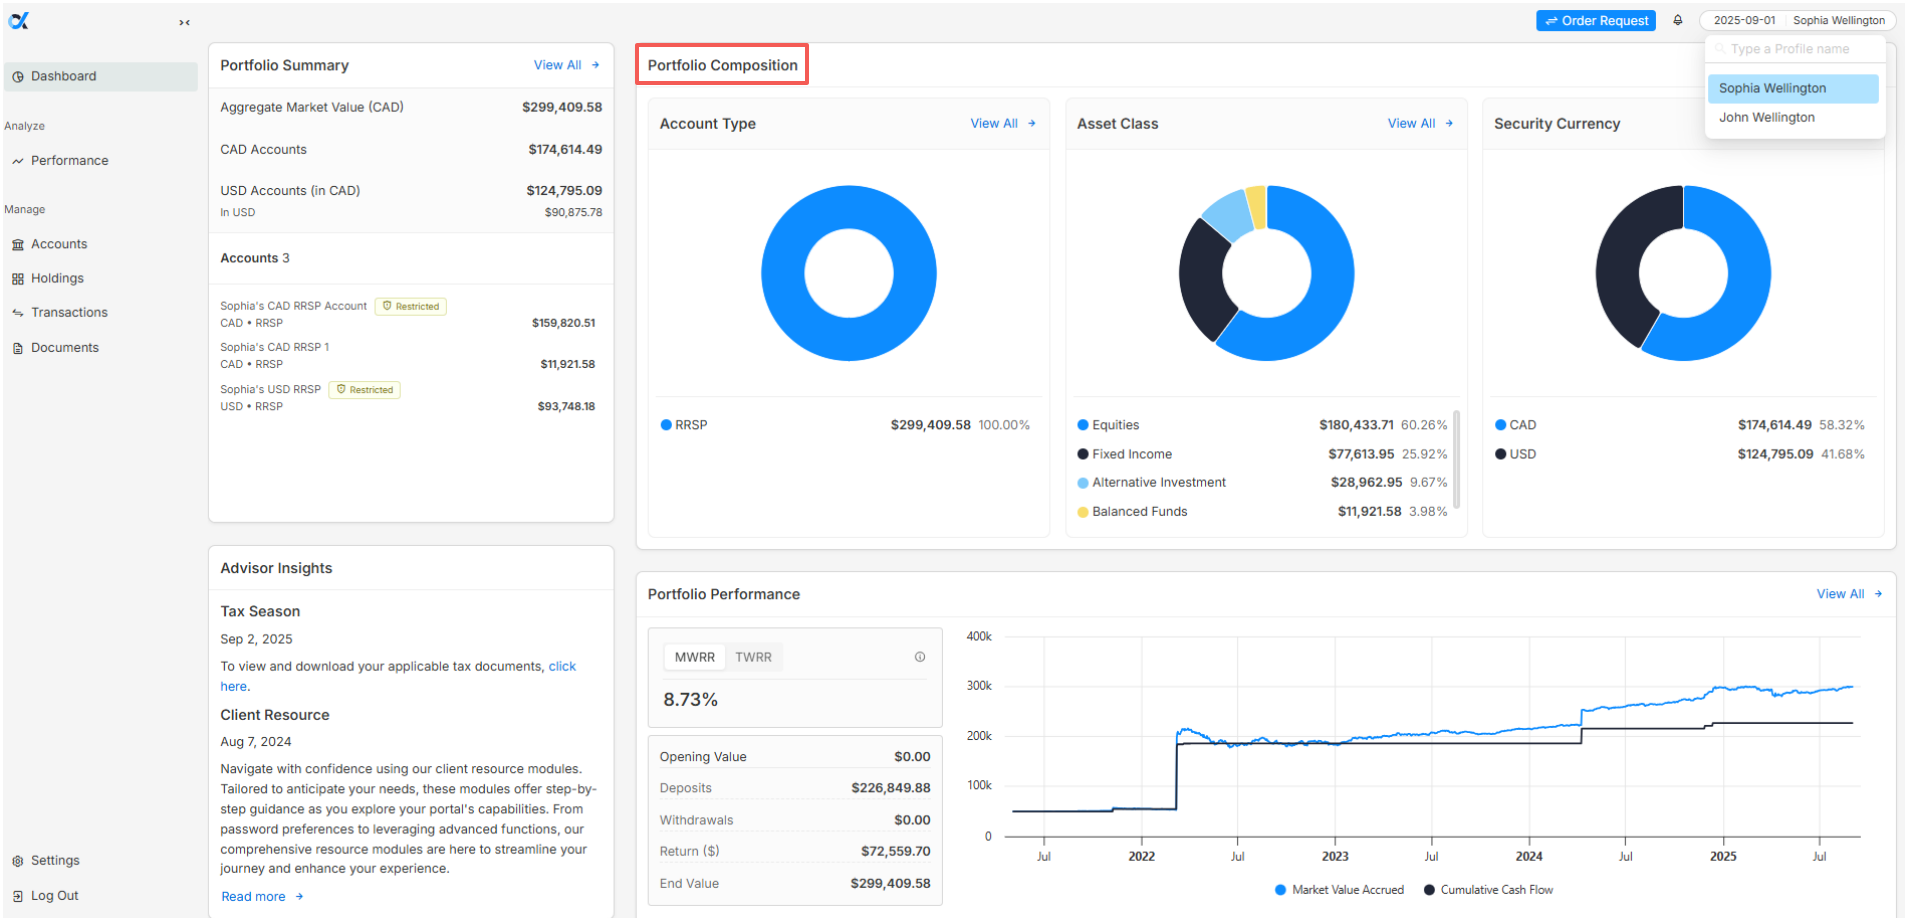 Order Request
2025-09-01
Sophia Wellington
Type a Profile name
Sophia Wellington
John Wellington
Dashboard
Analyze
Performance
Manage
Accounts
Holdings
Transactions
Documents
Settings
Log Out
Portfolio Summary
View All
Aggregate Market Value (CAD) $299,409.58
CAD Accounts $174,614.49
USD Accounts (in CAD) $124,795.09
In USD $90,875.78
Accounts 3
Sophia's CAD RRSP Account Restricted
CAD • RRSP $159,820.51
Sophia's CAD RRSP 1
CAD • RRSP $11,921.58
Sophia's USD RRSP Restricted
USD • RRSP $93,748.18
Advisor Insights
Tax Season
Sep 2, 2025
To view and download your applicable tax documents, click
here.
Client Resource
Aug 7, 2024
Navigate with confidence using our client resource modules.
Tailored to anticipate your needs, these modules offer step-by-
step guidance as you explore your portal's capabilities. From
password preferences to leveraging advanced functions, our
comprehensive resource modules are here to streamline your
journey and enhance your experience.
Read more
Portfolio Composition
Account Type View All
RRSP $299,409.58 100.00%
Asset Class View All
Equities $180,433.71 60.26%
Fixed Income $77,613.95 25.92%
Alternative Investment $28,962.95 9.67%
Balanced Funds $11,921.58 3.98%
Security Currency
CAD $174,614.49 58.32%
USD $124,795.09 41.68%
Portfolio Performance
View All
MWRR TWRR
8.73%
Opening Value $0.00
Deposits $226,849.88
Withdrawals $0.00
Return ($) $72,559.70
End Value $299,409.58
400k
300k
200k
100k
0
Jul 2022 Jul 2023 Jul 2024 Jul 2025 Jul
Market Value Accrued Cumulative Cash Flow